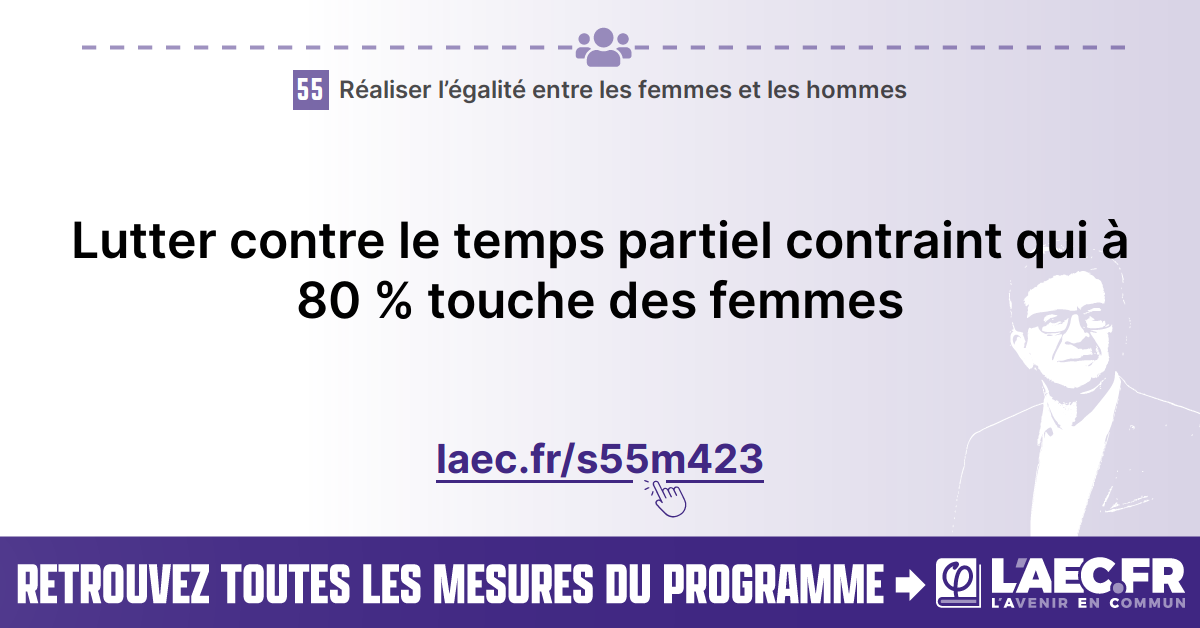 55 Réaliser l’égalité entre les femmes et les hommes
Lutter contre le temps partiel contraint qui à
80 % touche des femmes
laec.fr/s55m423
RETROUVEZ TOUTES LES MESURES DU PROGRAMME
L'AEC.FR
L'AVENIR EN COMMUN